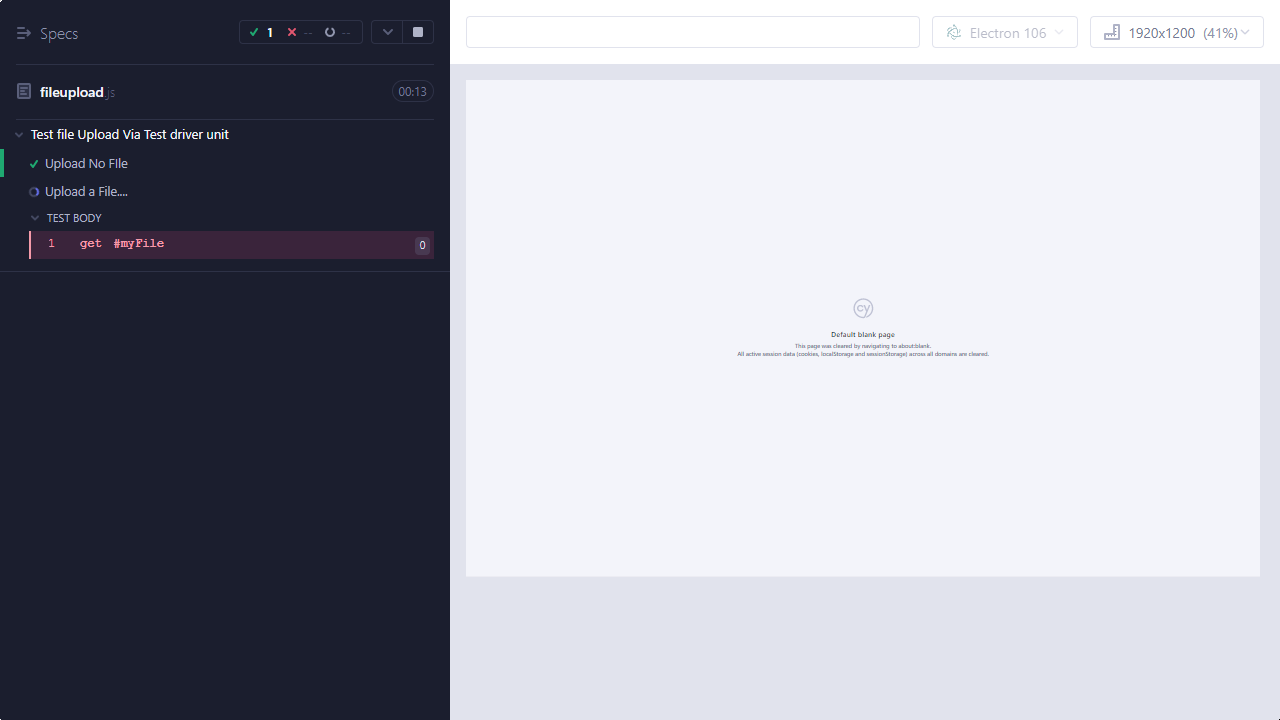 Specs
1 -- --
fileupload.js
00:13
Test file Upload Via Test driver unit
Upload No FIle
Upload a File....
TEST BODY
1 get #myFile 0
Electron 106
1920x1200 (41%)
cy
Default blank page
This page was cleared by navigating to about:blank.
All active session data (cookies, localStorage and sessionStorage) across all domains are cleared.